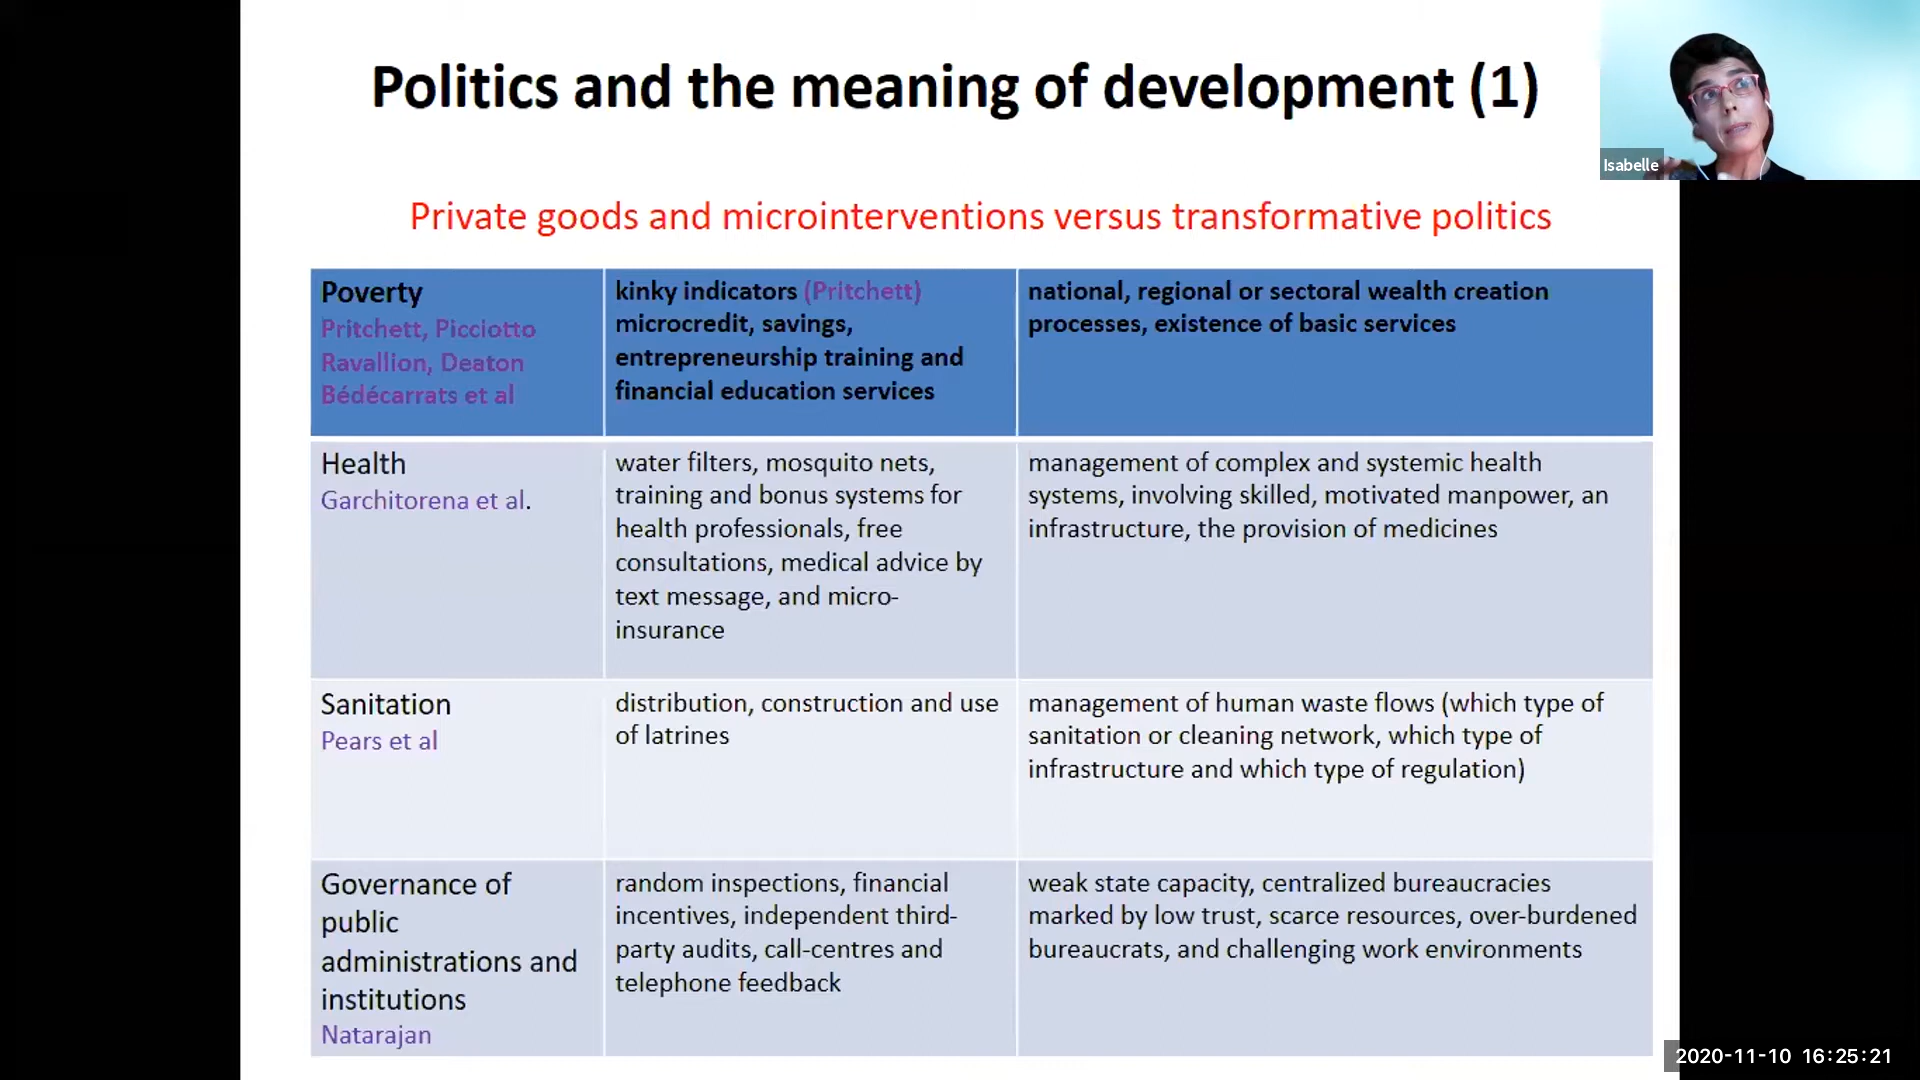 Politics and the meaning of development (1)
Isabelle
Private goods and microinterventions versus transformative politics
Poverty
Pritchett, Picciotto
Ravallion, Deaton
Bédécarrats et al
kinky indicators (Pritchett)
microcredit, savings,
entrepreneurship training and
financial education services
national, regional or sectoral wealth creation
processes, existence of basic services
Health
Garchitorena et al.
water filters, mosquito nets,
training and bonus systems for
health professionals, free
consultations, medical advice by
text message, and micro-
insurance
management of complex and systemic health
systems, involving skilled, motivated manpower, an
infrastructure, the provision of medicines
Sanitation
Pears et al
distribution, construction and use
of latrines
management of human waste flows (which type of
sanitation or cleaning network, which type of
infrastructure and which type of regulation)
Governance of
public
administrations and
institutions
Natarajan
random inspections, financial
incentives, independent third-
party audits, call-centres and
telephone feedback
weak state capacity, centralized bureaucracies
marked by low trust, scarce resources, over-burdened
bureaucrats, and challenging work environments
2020-11-10 16:25:21